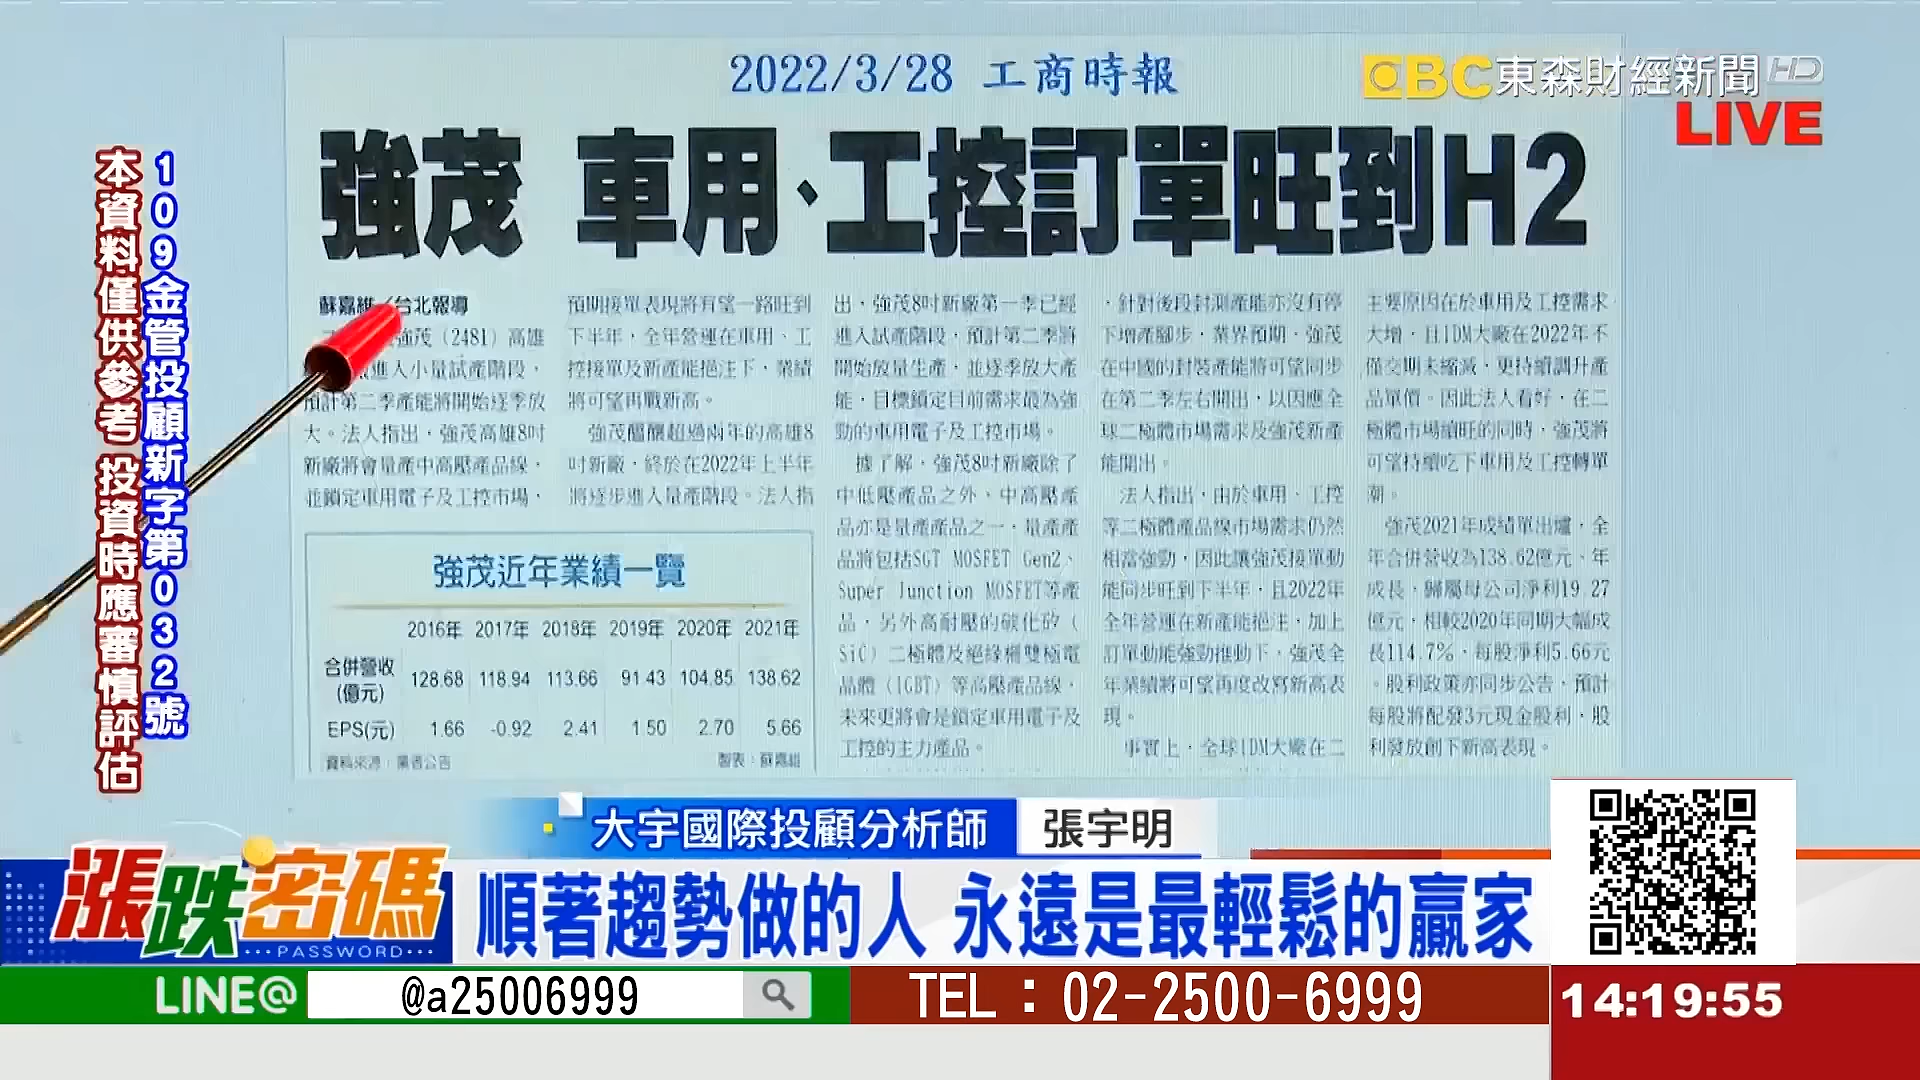 2022/3/28 工商時報
EBC東森財經新聞HD
LIVE
強茂 車用、工控訂單旺到H2
109金管投顧新字第032號
本資料僅供參考 投資時應審慎評估
蘇嘉維／台北報導
強茂（2481）高雄
進入小量試產階段，
預計第二季產能將開始逐季放
大。法人指出，強茂高雄8吋
新廠將會量產中高壓產品線，
並鎖定車用電子及工控市場，
預期接單表現將有望一路旺到
下半年，全年營運在車用、工
控接單及新產能挹注下，業績
將可望再戰新高。
強茂醞釀超過兩年的高雄8
吋新廠，終於在2022年上半年
將逐步進入量產階段。法人指
出，強茂8吋新廠第一季已經
進入試產階段，預計第二季將
開始放量生產，並逐季放大產
能，目標鎖定目前需求最為強
勁的車用電子及工控市場。
據了解，強茂8吋新廠除了
中低壓產品之外，中高壓產
品亦是量產產品之一，量產產
品將包括SGT MOSFET Gen2、
Super Junction MOSFET等產
品，另外高耐壓的碳化矽（
SiC）二極體及絕緣柵雙極電
晶體（IGBT）等高壓產品線，
未來更將會是鎖定車用電子及
工控的主力產品。
，針對後段封測產能亦沒有停
下增產腳步，業界預期，強茂
在中國的封裝產能將可望同步
在第二季左右開出，以因應全
球二極體市場需求及強茂新產
能開出。
法人指出，由於車用、工控
等二極體產品線市場需求仍然
相當強勁，因此讓強茂接單動
能同步旺到下半年，且2022年
全年營運在新產能挹注，加上
訂單動能強勁推動下，強茂全
年業績將可望再度改寫新高表
現。
事實上，全球IDM大廠在二
主要原因在於車用及工控需求
大增，且IDM大廠在2022年不
僅交期未縮減，更持續調升產
品單價。因此法人看好，在二
極體市場續旺的同時，強茂將
可望持續吃下車用及工控轉單
潮。
強茂2021年成績單出爐，全
年合併營收為138.62億元、年
成長，歸屬母公司淨利19.27
億元，相較2020年同期大幅成
長114.7%，每股淨利5.66元
。股利政策亦同步公告，預計
每股將配發3元現金股利，股
利發放創下新高表現。
強茂近年業績一覽
2016年 2017年 2018年 2019年 2020年 2021年
合併營收(億元) 128.68 118.94 113.66 91.43 104.85 138.62
EPS(元) 1.66 -0.92 2.41 1.50 2.70 5.66
資料來源：業者公告 製表：蘇嘉維
大宇國際投顧分析師 張宇明
漲跌密碼
PASSWORD
順著趨勢做的人 永遠是最輕鬆的贏家
LINE@ @a25006999
TEL：02-2500-6999
14:19:55